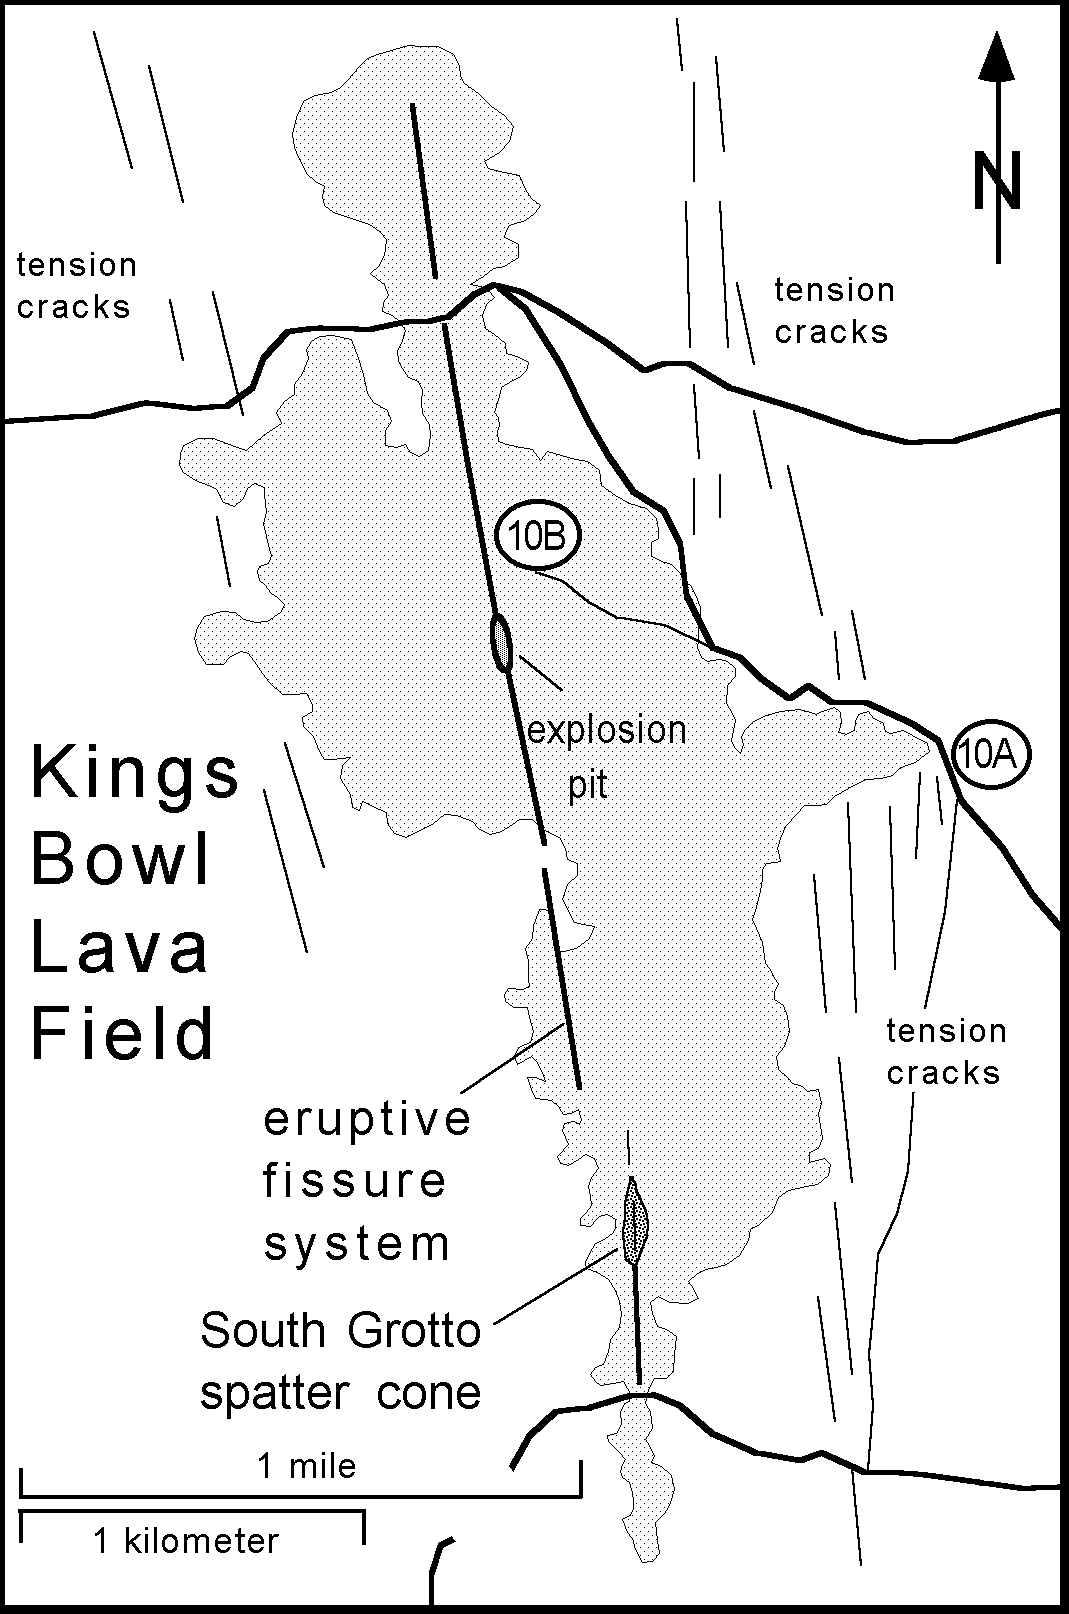 N
tension
cracks
tension
cracks
10B
explosion
pit
10A
Kings
Bowl
Lava
Field
tension
cracks
eruptive
fissure
system
South Grotto
spatter cone
1 mile
1 kilometer